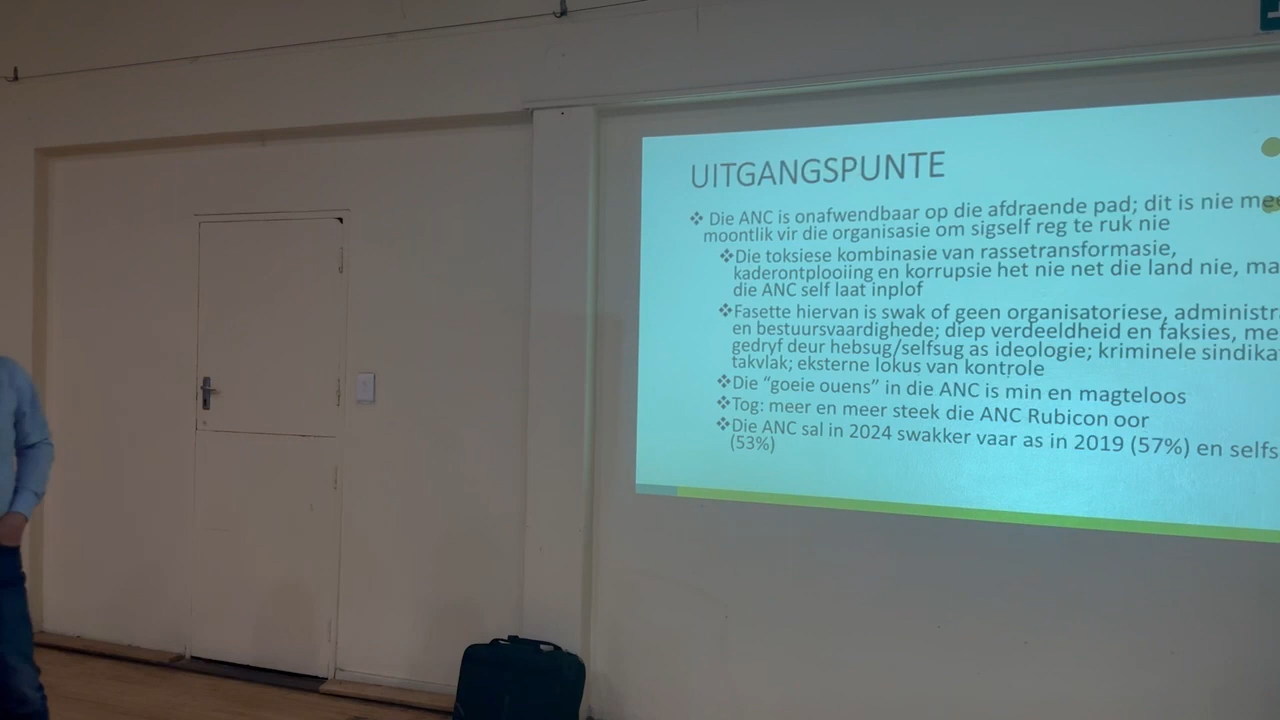 UITGANGSPUNTE
❖ Die ANC is onafwendbaar op die afdraende pad; dit is nie mee
moontlik vir die organisasie om sigself reg te ruk nie
❖Die toksiese kombinasie van rassetransformasie,
kaderontplooiing en korrupsie het nie net die land nie, ma
die ANC self laat inplof
❖Fasette hiervan is swak of geen organisatoriese, administr
en bestuursvaardighede; diep verdeeldheid en faksies, me
gedryf deur hebsug/selfsug as ideologie; kriminele sindika
takvlak; eksterne lokus van kontrole
❖Die “goeie ouens” in die ANC is min en magteloos
❖Tog: meer en meer steek die ANC Rubicon oor
❖Die ANC sal in 2024 swakker vaar as in 2019 (57%) en selfs
(53%)